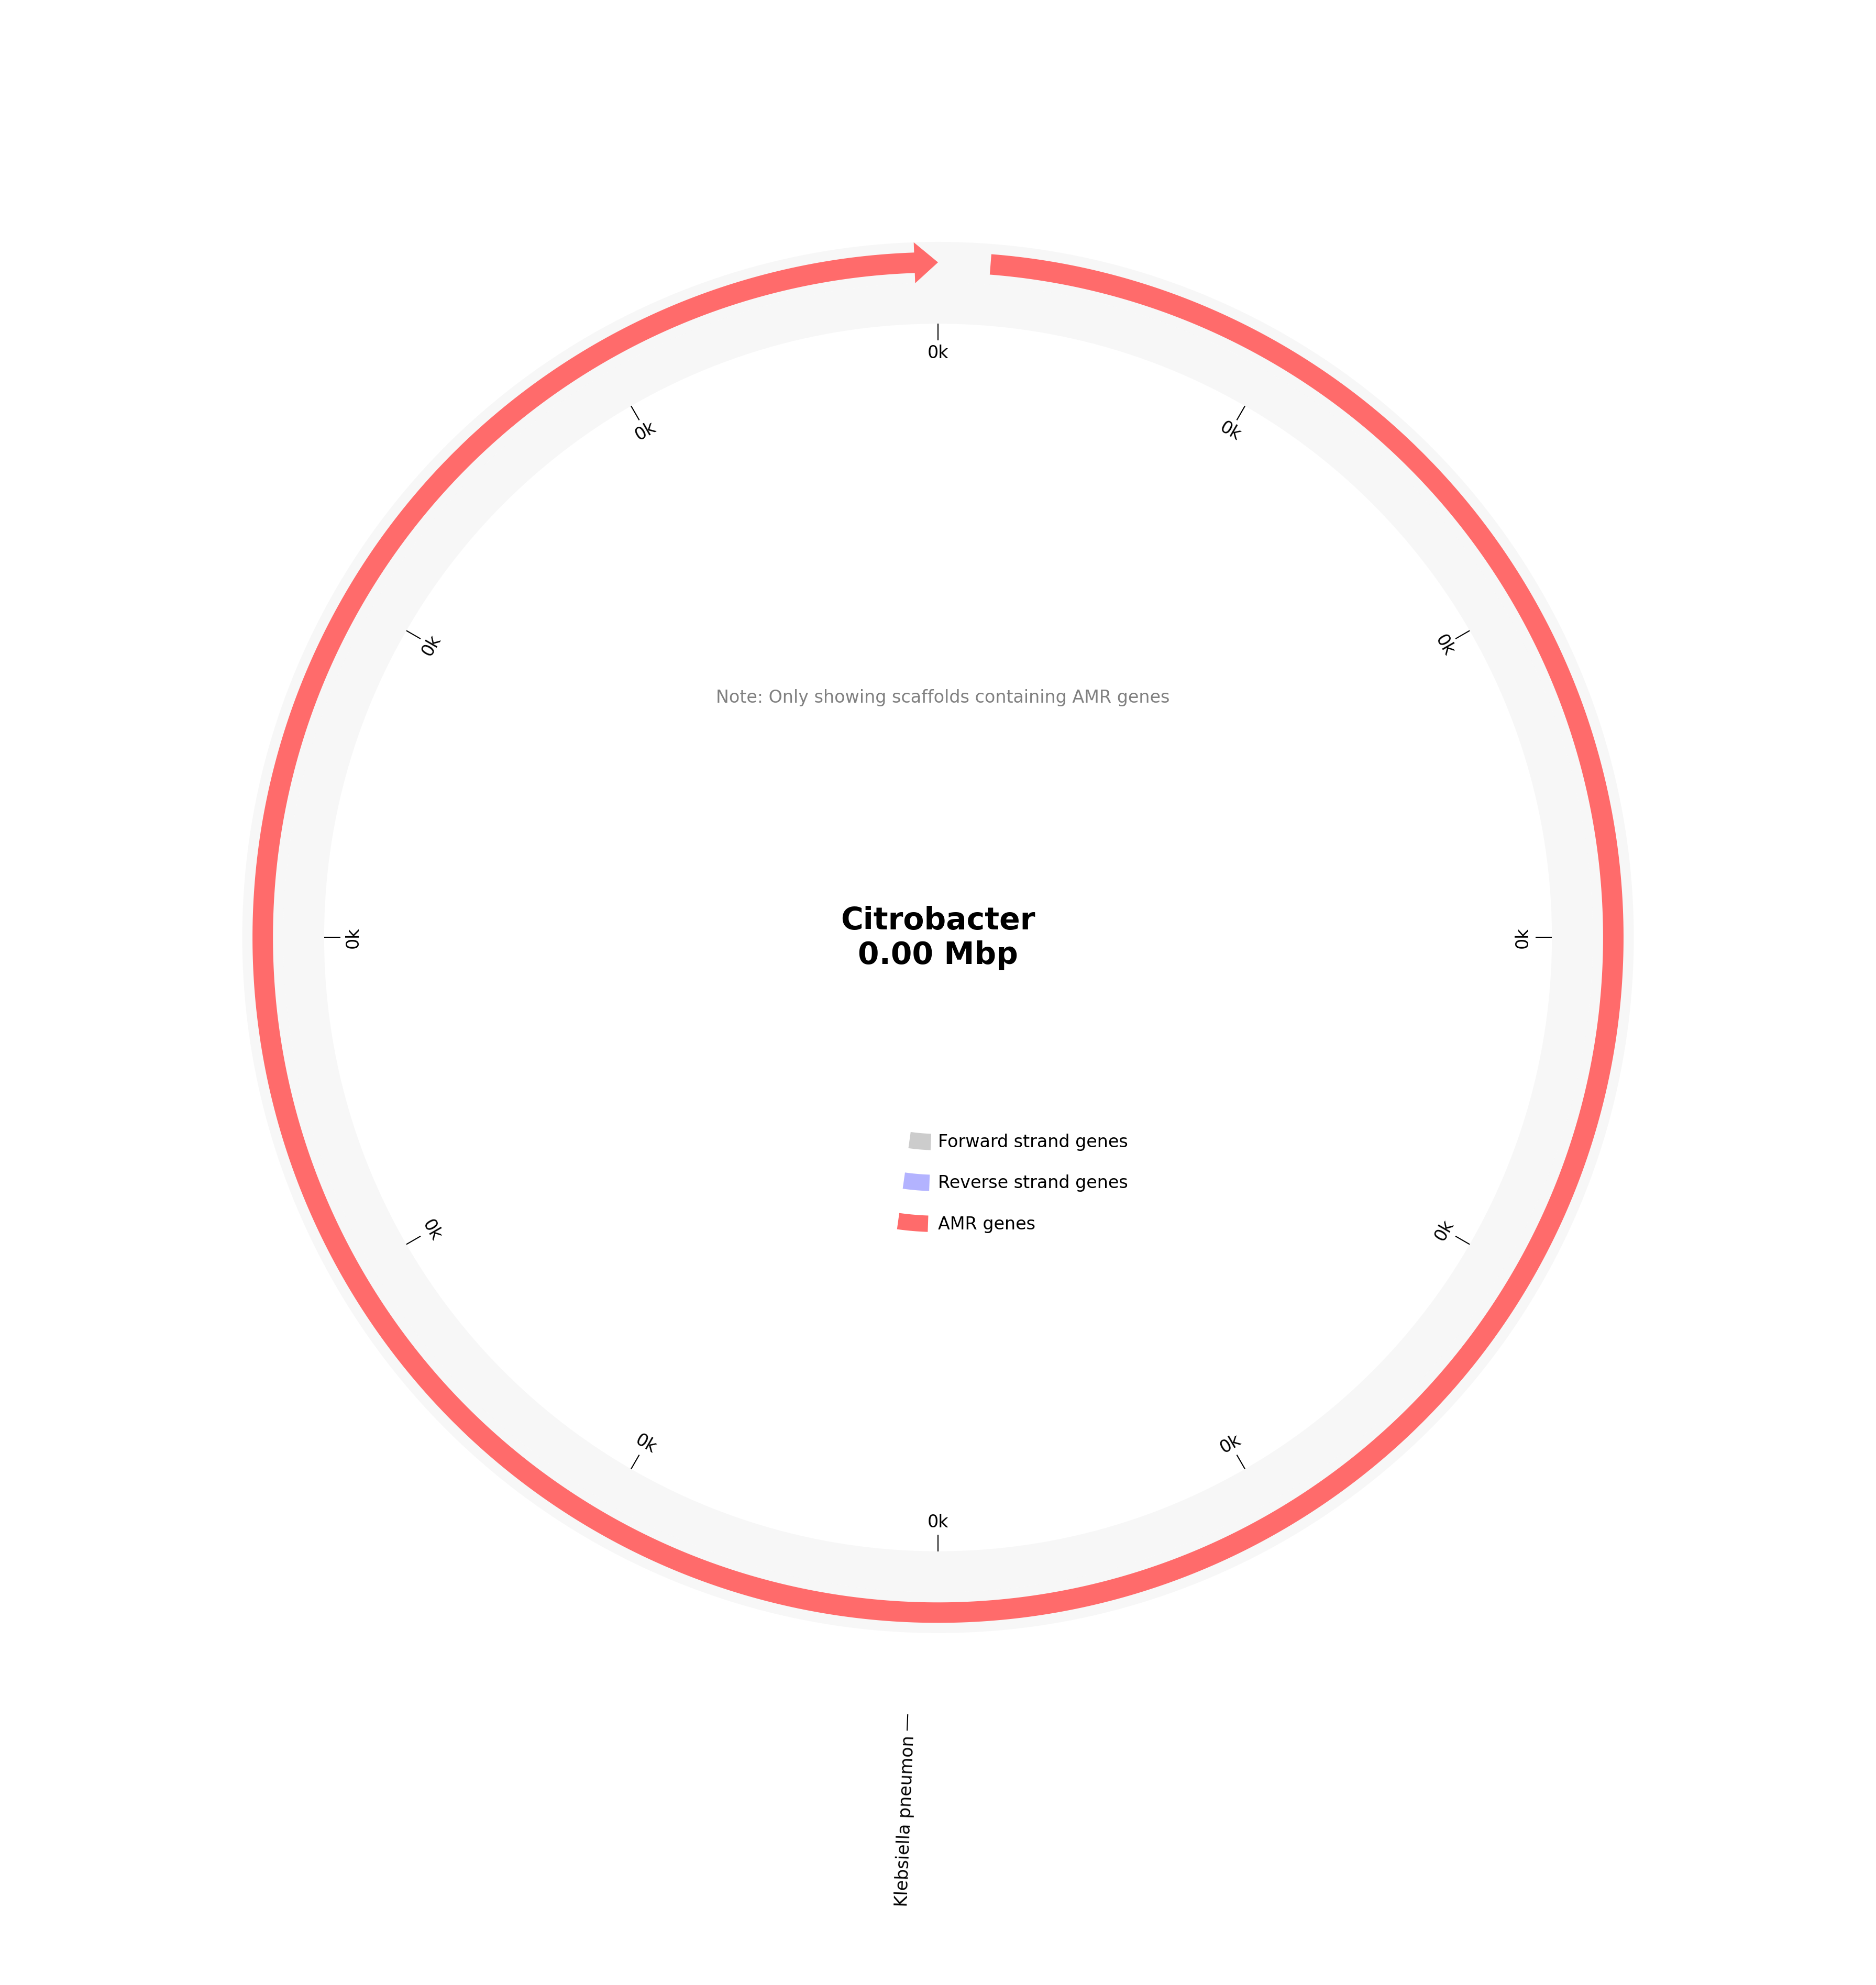 0k
0k
0k
0k
0k
0k
Note: Only showing scaffolds containing AMR genes
0k
0k
Citrobacter
0.00 Mbp
Forward strand genes
Reverse strand genes
AMR genes
0k
0k
0k
0k
0k
Klebsiella pneumon